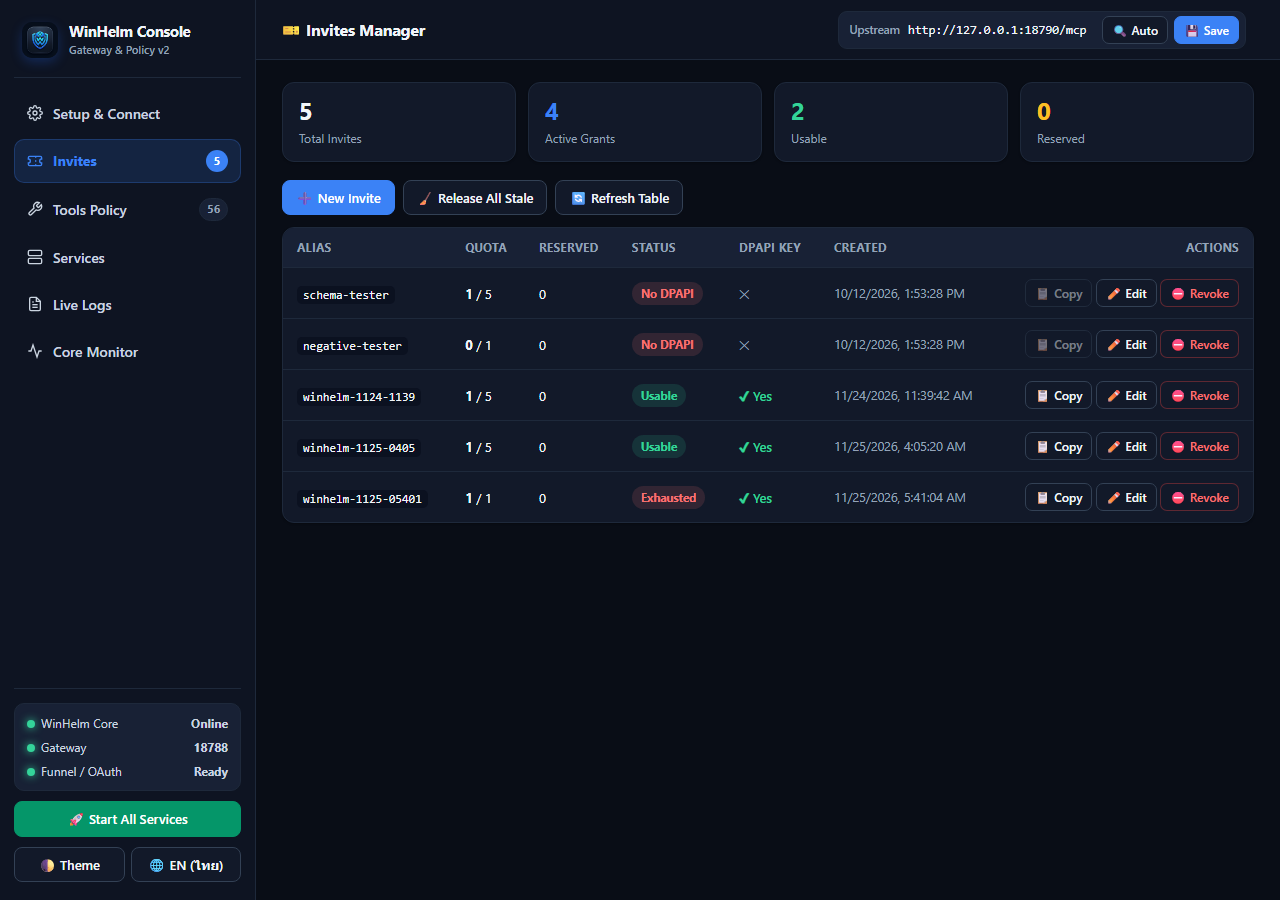 WinHelm Console
Gateway & Policy v2
Setup & Connect
Invites 5
Tools Policy 56
Services
Live Logs
Core Monitor
WinHelm Core Online
Gateway 18788
Funnel / OAuth Ready
Start All Services
Theme
EN (ไทย)
Invites Manager
Upstream http://127.0.0.1:18790/mcp Auto Save
5
Total Invites
4
Active Grants
2
Usable
0
Reserved
New Invite Release All Stale Refresh Table
ALIAS QUOTA RESERVED STATUS DPAPI KEY CREATED ACTIONS
schema-tester 1 / 5 0 No DPAPI ✕ 10/12/2026, 1:53:28 PM Copy Edit Revoke
negative-tester 0 / 1 0 No DPAPI ✕ 10/12/2026, 1:53:28 PM Copy Edit Revoke
winhelm-1124-1139 1 / 5 0 Usable ✔ Yes 11/24/2026, 11:39:42 AM Copy Edit Revoke
winhelm-1125-0405 1 / 5 0 Usable ✔ Yes 11/25/2026, 4:05:20 AM Copy Edit Revoke
winhelm-1125-05401 1 / 1 0 Exhausted ✔ Yes 11/25/2026, 5:41:04 AM Copy Edit Revoke